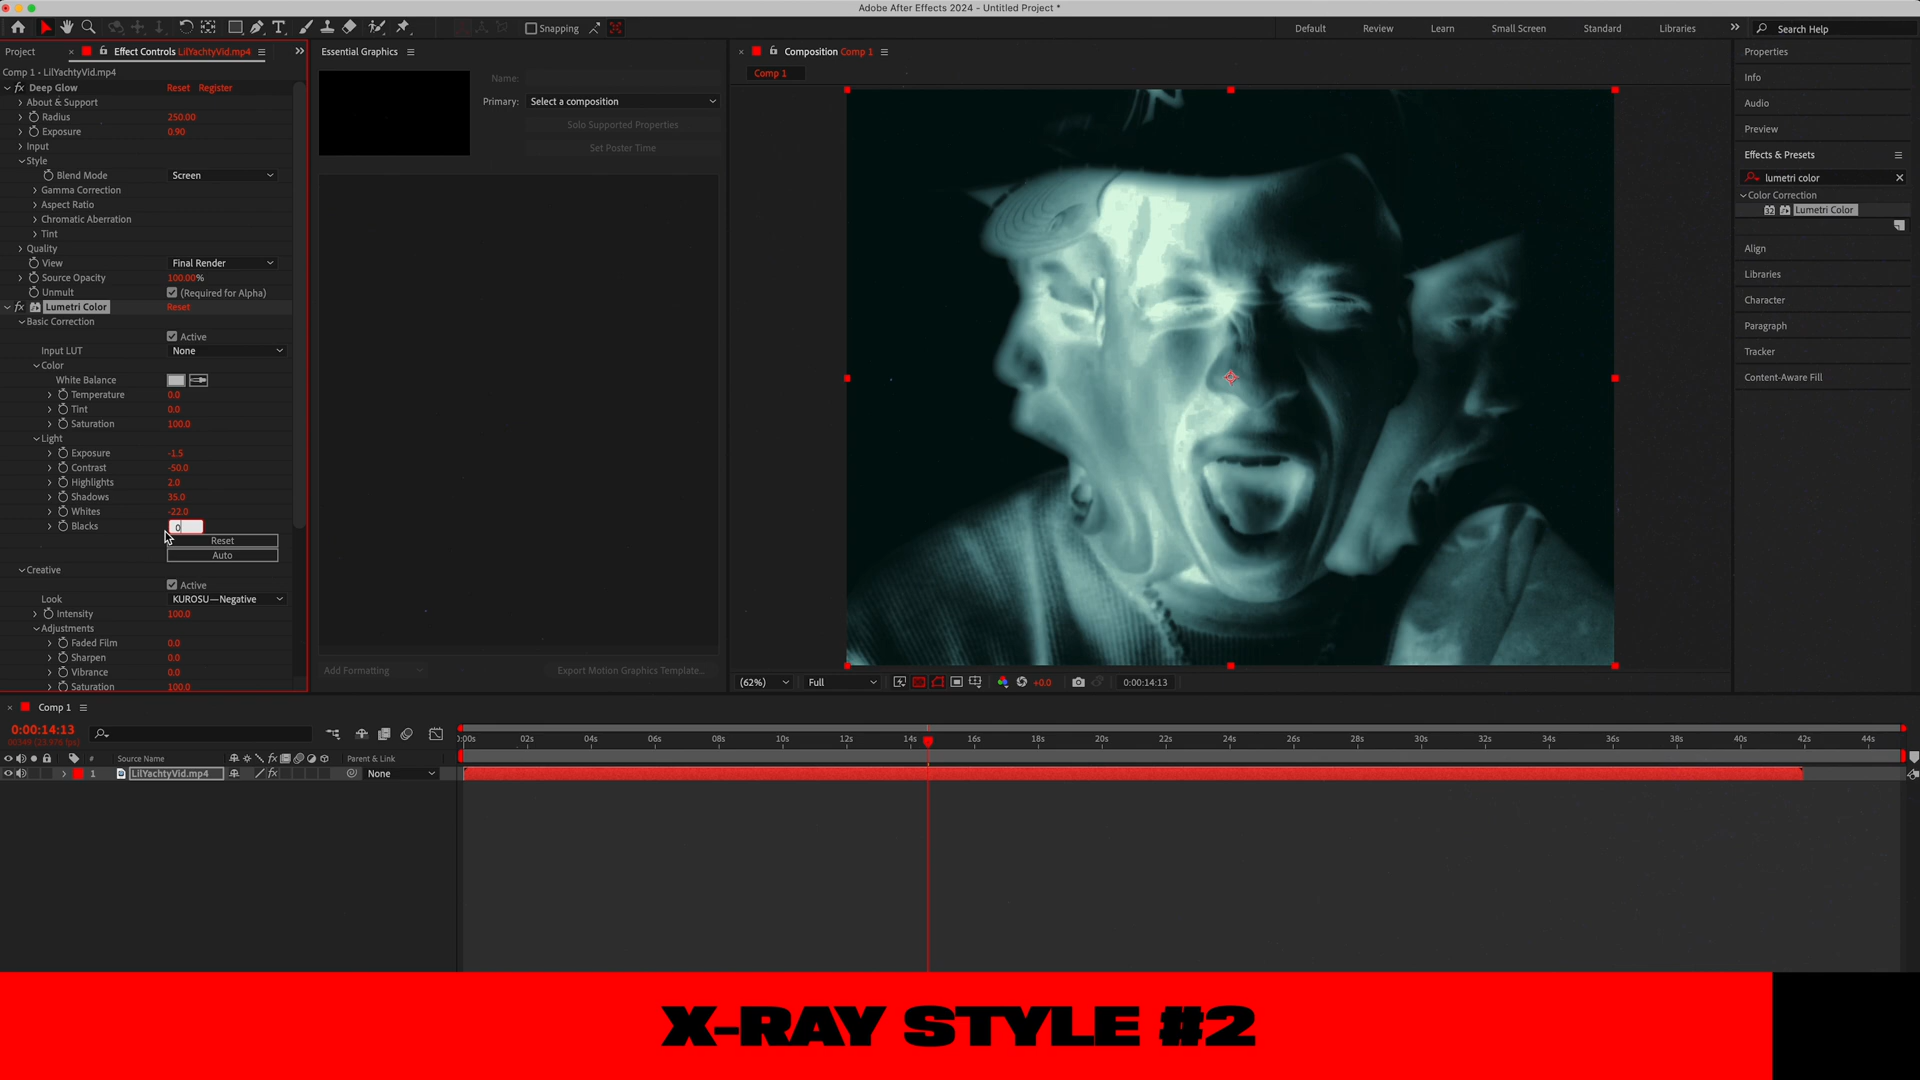 Adobe After Effects 2024 - Untitled Project *
Snapping
Default
Review
Learn
Small Screen
Standard
Libraries
Search Help
Project
Effect Controls LilYachtyVid.mp4
Comp 1 • LilYachtyVid.mp4
fx Deep Glow Reset Register
About & Support
Radius 250.00
Exposure 0.90
Input
Style
Blend Mode Screen
Gamma Correction
Aspect Ratio
Chromatic Aberration
Tint
Quality
View Final Render
Source Opacity 100.00%
Unmult (Required for Alpha)
fx Lumetri Color Reset
Basic Correction
Active
Input LUT None
Color
White Balance
Temperature 0.0
Tint 0.0
Saturation 100.0
Light
Exposure -1.5
Contrast -50.0
Highlights 2.0
Shadows 35.0
Whites -22.0
Blacks 0
Reset
Auto
Creative
Active
Look KUROSU—Negative
Intensity 100.0
Adjustments
Faded Film 0.0
Sharpen 0.0
Vibrance 0.0
Saturation 100.0
Essential Graphics
Name:
Primary: Select a composition
Solo Supported Properties
Set Poster Time
Add Formatting
Export Motion Graphics Template...
Composition Comp 1
Comp 1
(62%) Full +0.0 0:00:14:13
Properties
Info
Audio
Preview
Effects & Presets
lumetri color
Color Correction
32 Lumetri Color
Align
Libraries
Character
Paragraph
Tracker
Content-Aware Fill
Comp 1
0:00:14:13
# Source Name fx Parent & Link
1 LilYachtyVid.mp4 fx None
02s 04s 06s 08s 10s 12s 14s 16s 18s 20s 22s 24s 26s 28s 30s 32s 34s 36s 38s 40s 42s 44s
X-RAY STYLE #2